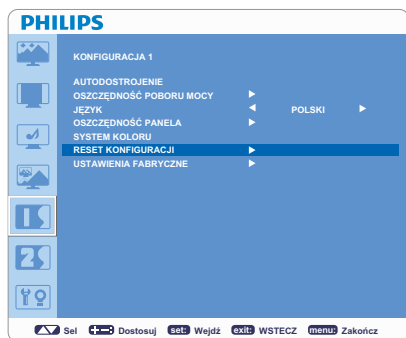 PHILIPS
KONFIGURACJA 1
AUTODOSTROJENIE
OSZCZĘDNOŚĆ POBORU MOCY
JĘZYK POLSKI
OSZCZĘDNOŚĆ PANELA
SYSTEM KOLORU
RESET KONFIGURACJI
USTAWIENIA FABRYCZNE
Sel Dostosuj set: Wejdź exit: WSTECZ menu: Zakończ